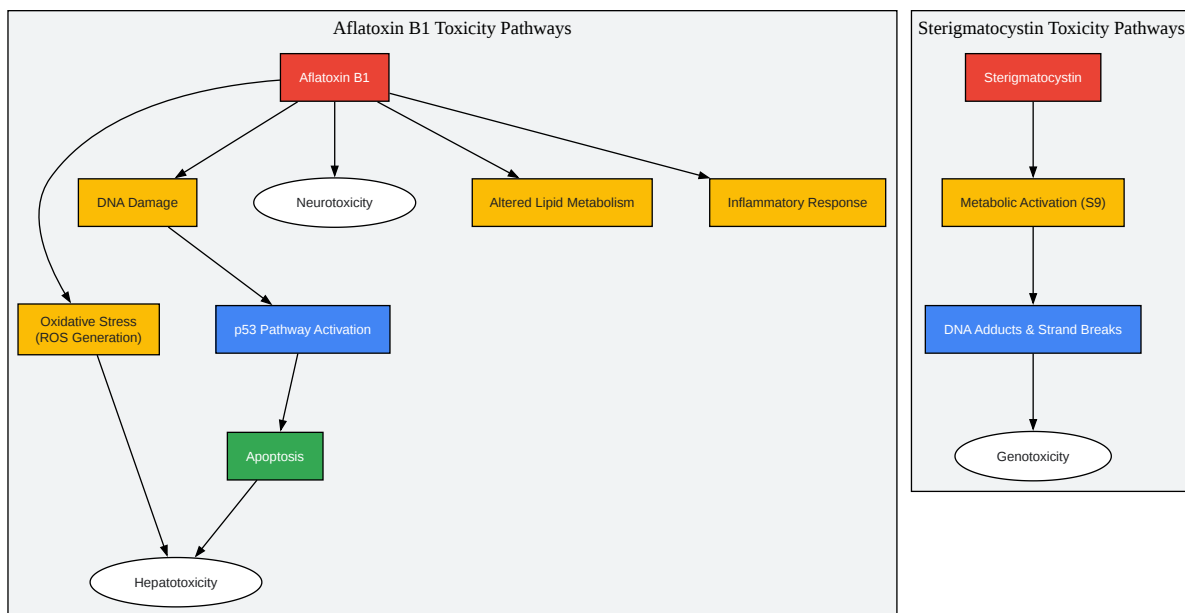 Aflatoxin B1 Toxicity Pathways
Sterigmatocystin Toxicity Pathways
Aflatoxin B1
Sterigmatocystin
DNA Damage
Neurotoxicity
Altered Lipid Metabolism
Inflammatory Response
Metabolic Activation (S9)
Oxidative Stress
(ROS Generation)
p53 Pathway Activation
DNA Adducts & Strand Breaks
Apoptosis
Genotoxicity
Hepatotoxicity